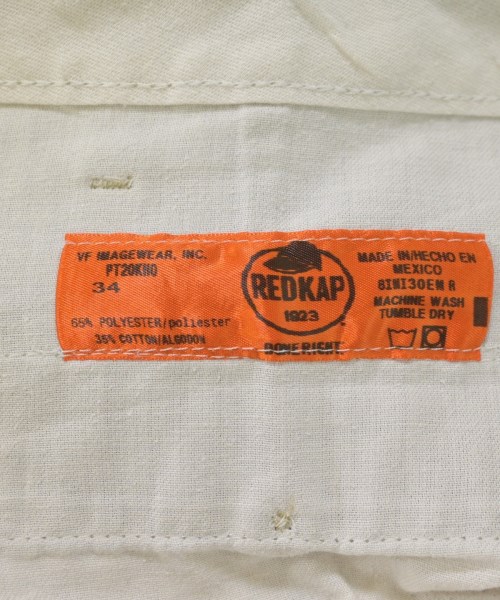 VF IMAGEWEAR, INC.
PT20KHO
34
65% POLYESTER/poliester
35% COTTON/ALGODON
REDKAP
1923
DONE RIGHT
MADE IN/HECHO EN
MEXICO
MACHINE WASH
TUMBLE DRY